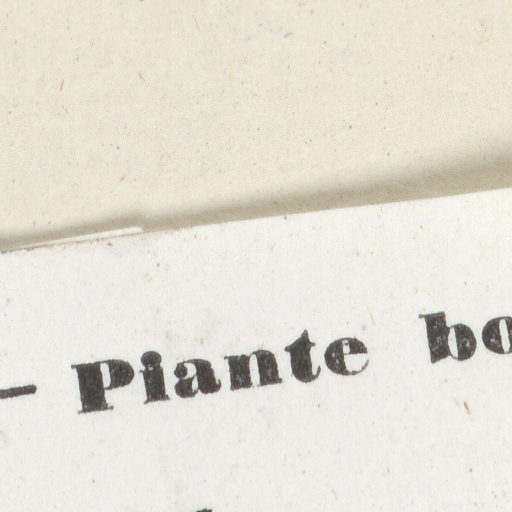 — Piante bo